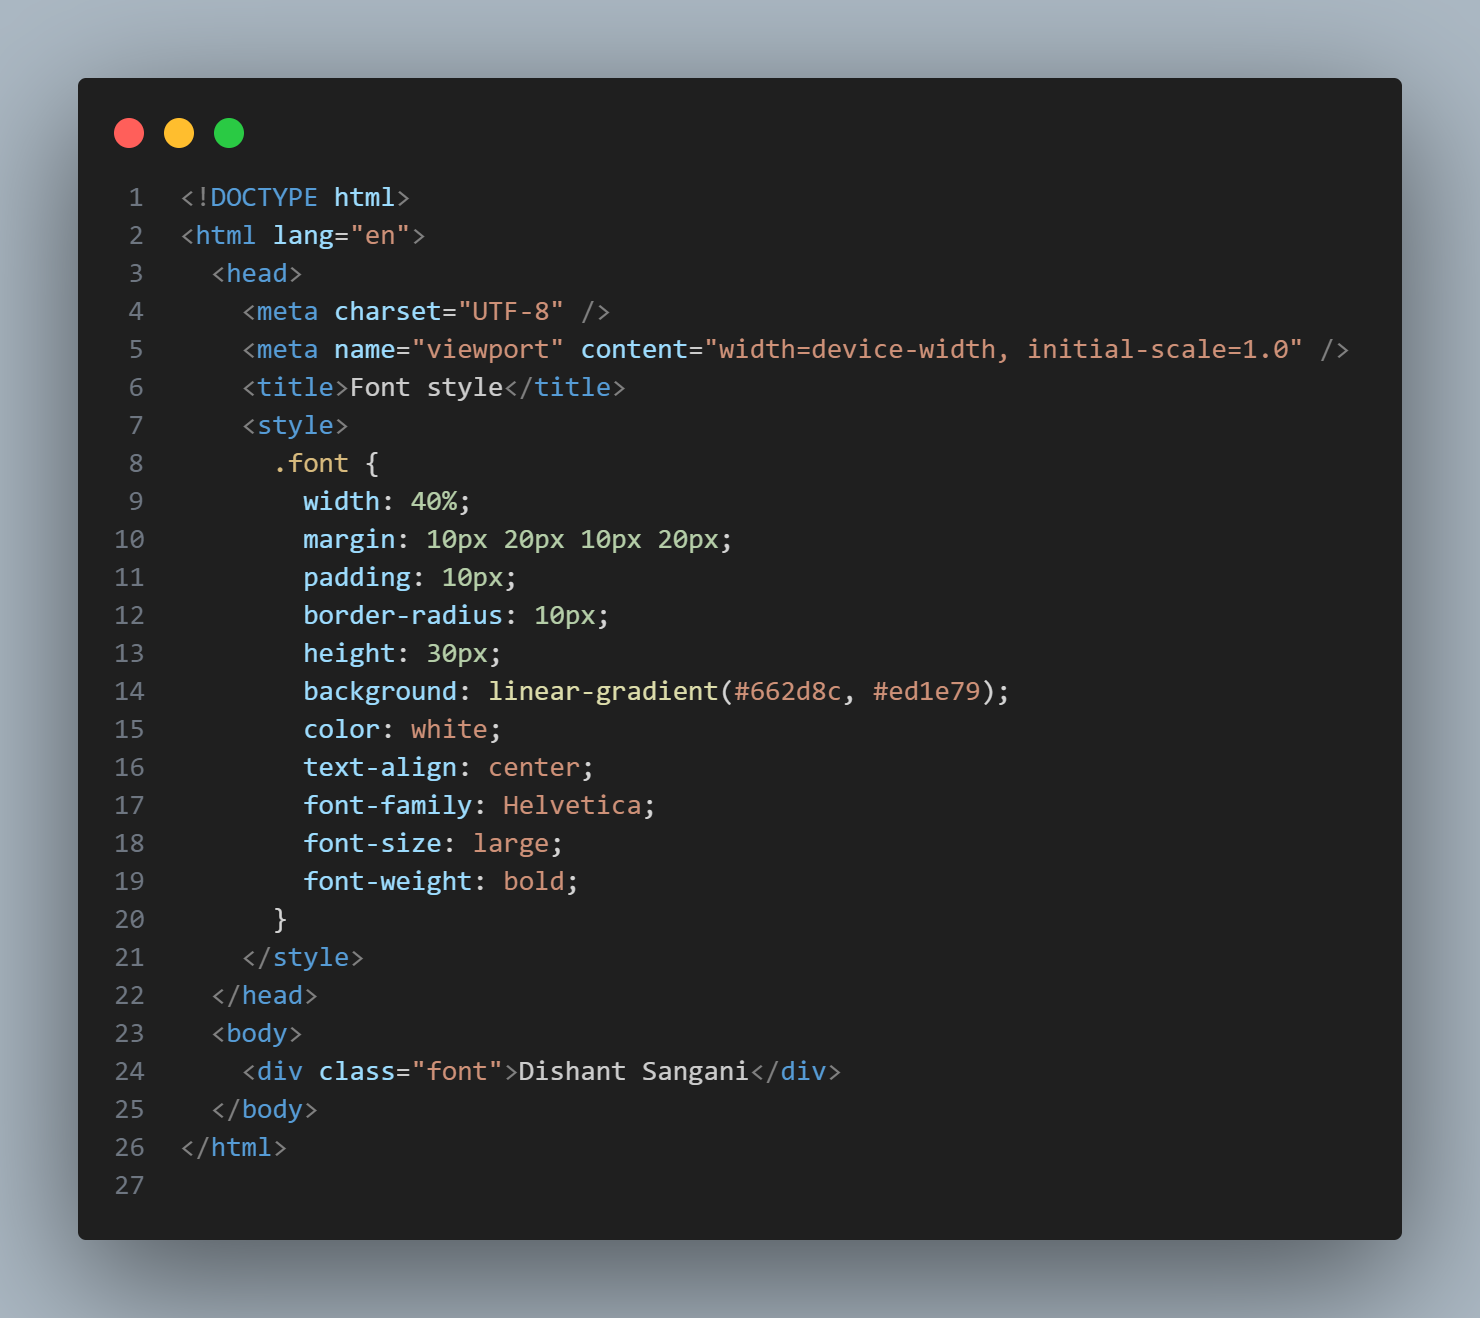 1 <!DOCTYPE html>
2 <html lang="en">
3   <head>
4     <meta charset="UTF-8" />
5     <meta name="viewport" content="width=device-width, initial-scale=1.0" />
6     <title>Font style</title>
7     <style>
8       .font {
9         width: 40%;
10         margin: 10px 20px 10px 20px;
11         padding: 10px;
12         border-radius: 10px;
13         height: 30px;
14         background: linear-gradient(#662d8c, #ed1e79);
15         color: white;
16         text-align: center;
17         font-family: Helvetica;
18         font-size: large;
19         font-weight: bold;
20       }
21     </style>
22   </head>
23   <body>
24     <div class="font">Dishant Sangani</div>
25   </body>
26 </html>
27